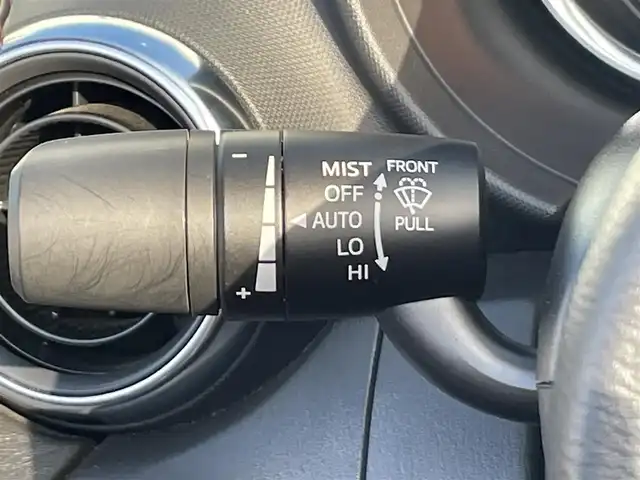 MIST FRONT
OFF
AUTO PULL
LO
HI
-
+